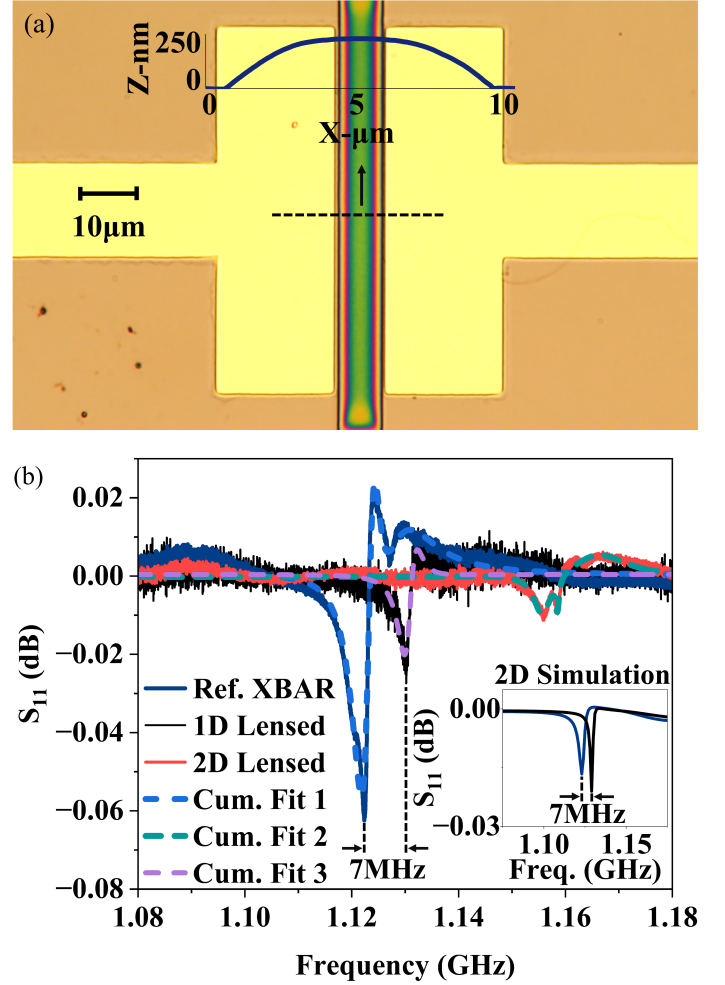 (a)
Z-nm
250
0
0 5 10
X-μm
10μm
(b)
S11 (dB)
0.02
0.00
−0.02
−0.04
−0.06
−0.08
Ref. XBAR
1D Lensed
2D Lensed
Cum. Fit 1
Cum. Fit 2
Cum. Fit 3
7MHz
2D Simulation
S11 (dB)
0.00
−0.03
7MHz
1.10 1.15
Freq. (GHz)
1.08 1.10 1.12 1.14 1.16 1.18
Frequency (GHz)